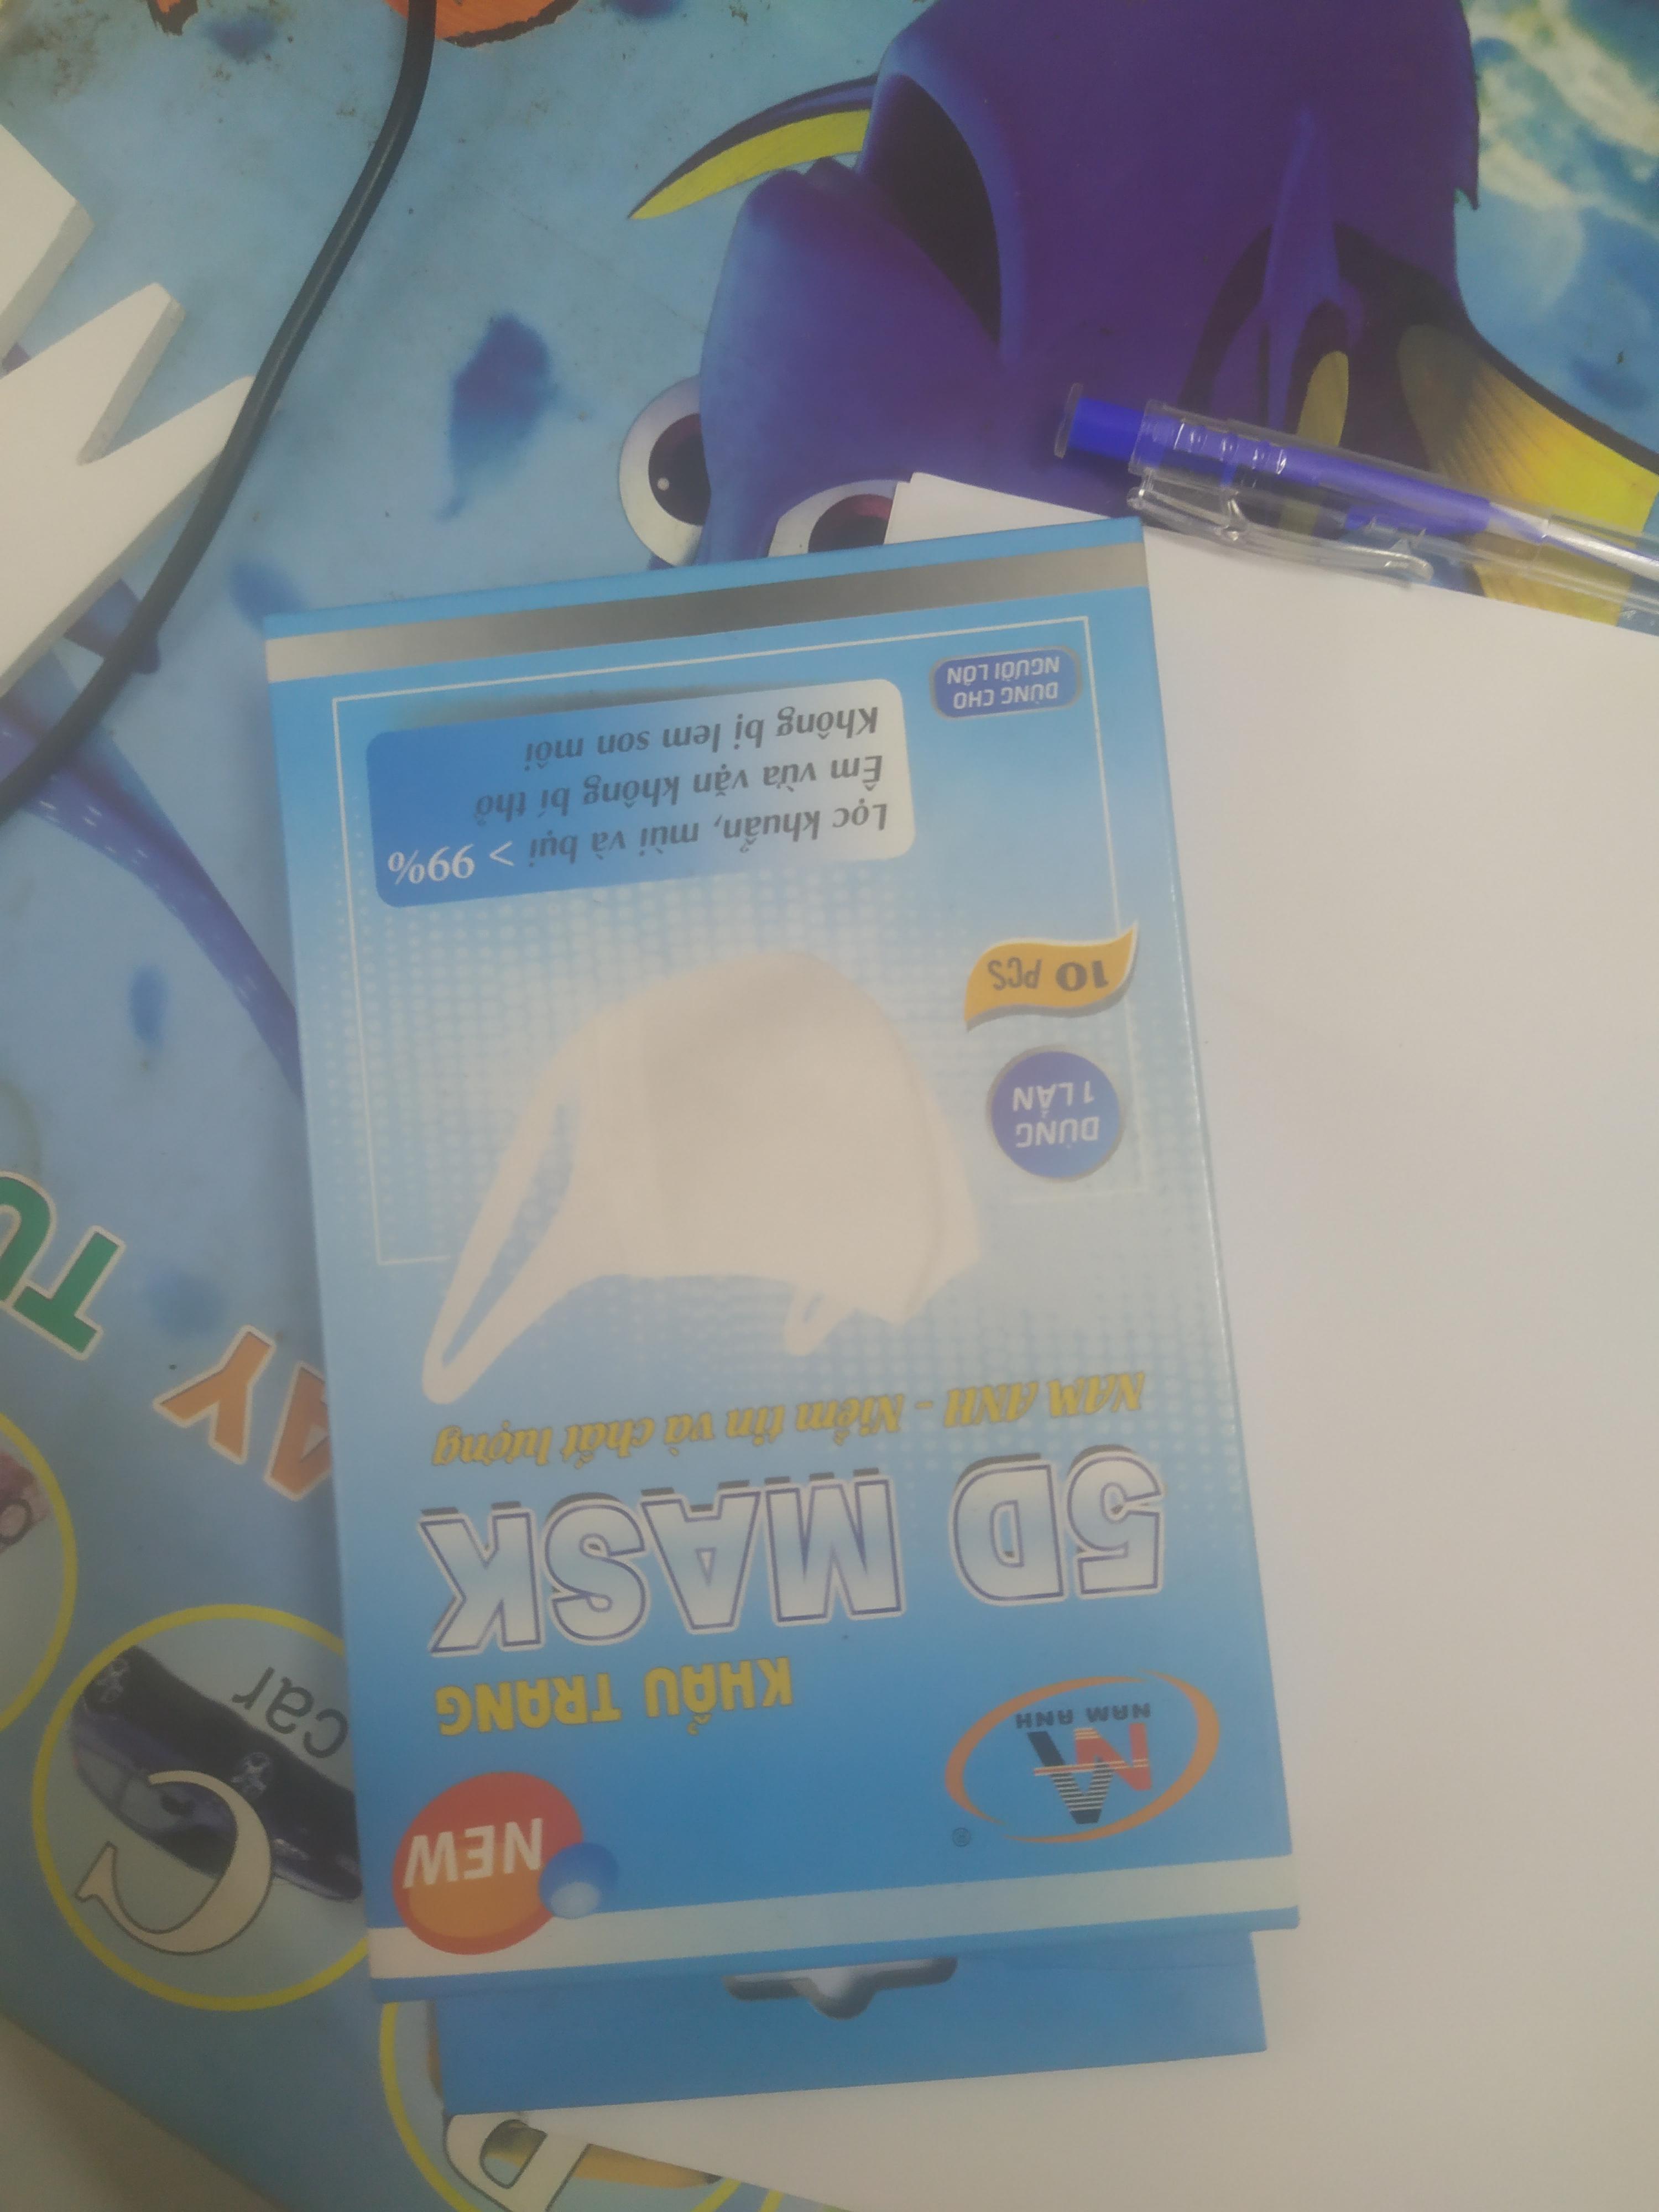 NEW
NAM ANH
®
KHẨU TRANG
5D MASK
NAM ANH - Niềm tin và chất lượng
DÙNG
1 LẦN
10 PCS
Lọc khuẩn, mùi và bụi > 99%
Êm vừa vặn không bí thở
Không bị lem son môi
DÙNG CHO
NGƯỜI LỚN
TU
AY
car
C